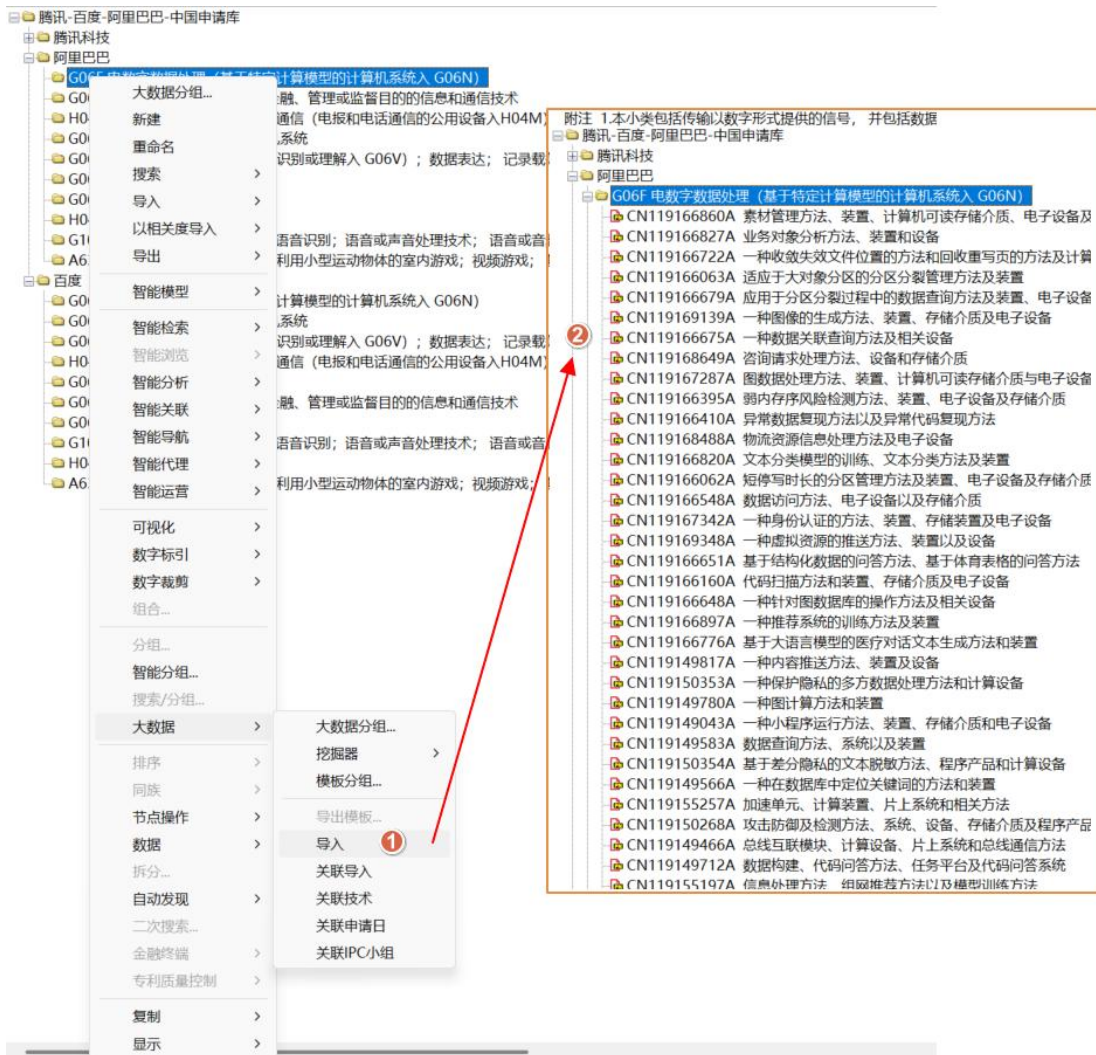 腾讯-百度-阿里巴巴-中国申请库
腾讯科技
阿里巴巴
G06F 电数字数据处理（基于特定计算模型的计算机系统入 G06N）
融、管理或监督目的的信息和通信技术
通信（电报和电话通信的公用设备入H04M）
系统
识别或理解入 G06V）；数据表达；记录载
语音识别；语音或声音处理技术；语音或音
利用小型运动物体的室内游戏；视频游戏；
百度
计算模型的计算机系统入 G06N）
系统
识别或理解入 G06V）；数据表达；记录载
通信（电报和电话通信的公用设备入H04M）
融、管理或监督目的的信息和通信技术
语音识别；语音或声音处理技术；语音或音
利用小型运动物体的室内游戏；视频游戏；
大数据分组...
新建
重命名
搜索
导入
以相关度导入
导出
智能模型
智能检索
智能浏览
智能分析
智能关联
智能导航
智能代理
智能运营
可视化
数字标引
数字裁剪
组合...
分组...
智能分组...
搜索/分组...
大数据
排序
同族
节点操作
数据
拆分...
自动发现
二次搜索...
金融终端
专利质量控制
复制
显示
大数据分组...
挖掘器
模板分组...
导出模板...
导入
1
关联导入
关联技术
关联申请日
关联IPC小组
2
附注 1.本小类包括传输以数字形式提供的信号，并包括数据
腾讯-百度-阿里巴巴-中国申请库
腾讯科技
阿里巴巴
G06F 电数字数据处理（基于特定计算模型的计算机系统入 G06N）
CN119166860A 素材管理方法、装置、计算机可读存储介质、电子设备及
CN119166827A 业务对象分析方法、装置和设备
CN119166722A 一种收敛失效文件位置的方法和回收重写页的方法及计算
CN119166063A 适应于大对象分区的分区分裂管理方法及装置
CN119166679A 应用于分区分裂过程中的数据查询方法及装置、电子设备
CN119169139A 一种图像的生成方法、装置、存储介质及电子设备
CN119166675A 一种数据关联查询方法及相关设备
CN119168649A 咨询请求处理方法、设备和存储介质
CN119167287A 图数据处理方法、装置、计算机可读存储介质与电子设备
CN119166395A 弱内存序风险检测方法、装置、电子设备及存储介质
CN119166410A 异常数据复现方法以及异常代码复现方法
CN119168488A 物流资源信息处理方法及电子设备
CN119166820A 文本分类模型的训练、文本分类方法及装置
CN119166062A 短停写时长的分区管理方法及装置、电子设备及存储介质
CN119166548A 数据访问方法、电子设备以及存储介质
CN119167342A 一种身份认证的方法、装置、存储装置及电子设备
CN119169348A 一种虚拟资源的推送方法、装置以及设备
CN119166651A 基于结构化数据的问答方法、基于体育表格的问答方法
CN119166160A 代码扫描方法和装置、存储介质及电子设备
CN119166648A 一种针对图数据库的操作方法及相关设备
CN119166897A 一种推荐系统的训练方法及装置
CN119166776A 基于大语言模型的医疗对话文本生成方法和装置
CN119149817A 一种内容推送方法、装置及设备
CN119150353A 一种保护隐私的多方数据处理方法和计算设备
CN119149780A 一种图计算方法和装置
CN119149043A 一种小程序运行方法、装置、存储介质和电子设备
CN119149583A 数据查询方法、系统以及装置
CN119150354A 基于差分隐私的文本脱敏方法、程序产品和计算设备
CN119149566A 一种在数据库中定位关键词的方法和装置
CN119155257A 加速单元、计算装置、片上系统和相关方法
CN119150268A 攻击防御及检测方法、系统、设备、存储介质及程序产品
CN119149466A 总线互联模块、计算设备、片上系统和总线通信方法
CN119149712A 数据构建、代码问答方法、任务平台及代码问答系统
CN119155197A 信息处理方法、组网推荐方法以及模型训练方法